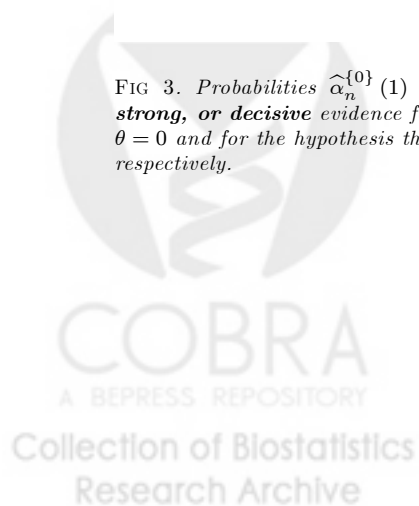 FIG 3. Probabilities $\widehat{\alpha}_n^{\{0\}}$ (1)
strong, or decisive evidence f
θ = 0 and for the hypothesis th
respectively.
COBRA
A BEPRESS REPOSITORY
Collection of Biostatistics
Research Archive